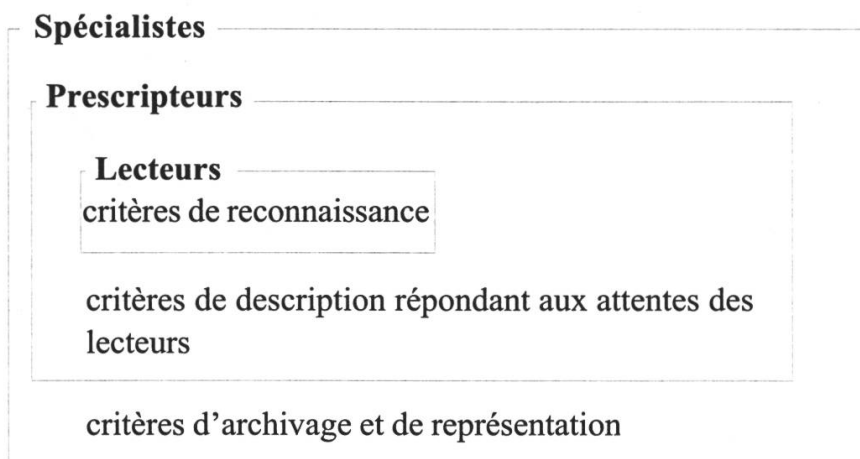 Spécialistes
Prescripteurs
Lecteurs
critères de reconnaissance
critères de description répondant aux attentes des
lecteurs
critères d’archivage et de représentation